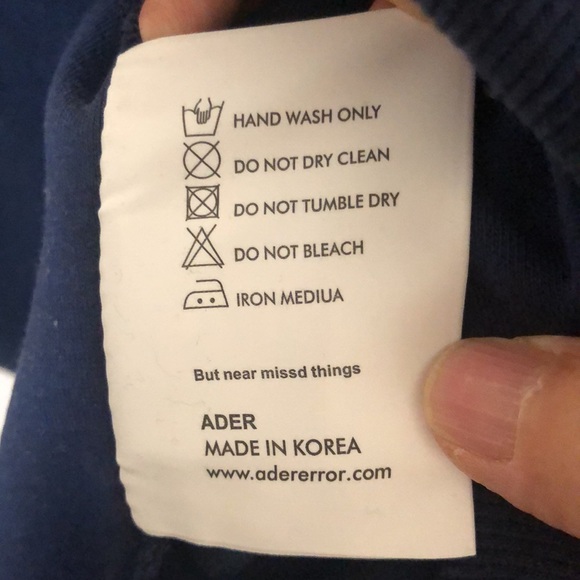 HAND WASH ONLY
DO NOT DRY CLEAN
DO NOT TUMBLE DRY
DO NOT BLEACH
IRON MEDIUA
But near missd things
ADER
MADE IN KOREA
www.adererror.com